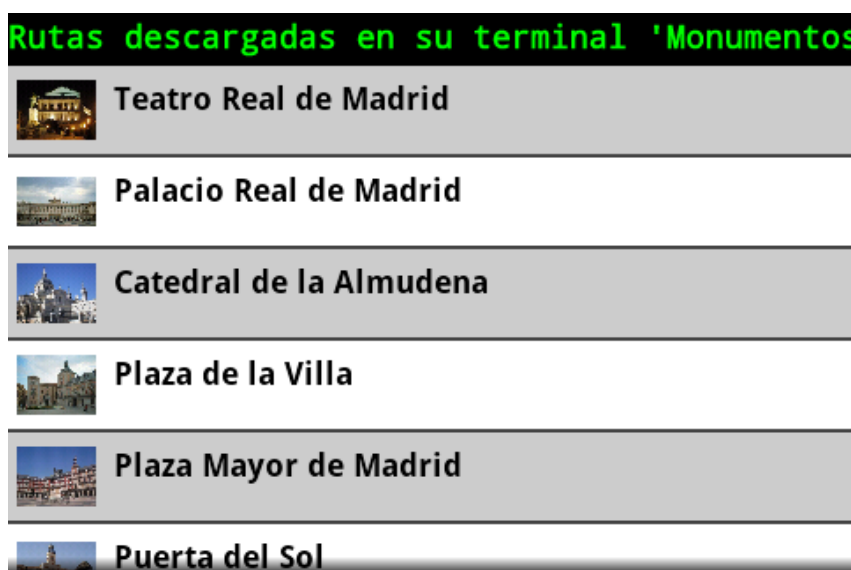 Rutas descargadas en su terminal 'Monumentos
Teatro Real de Madrid
Palacio Real de Madrid
Catedral de la Almudena
Plaza de la Villa
Plaza Mayor de Madrid
Puerta del Sol